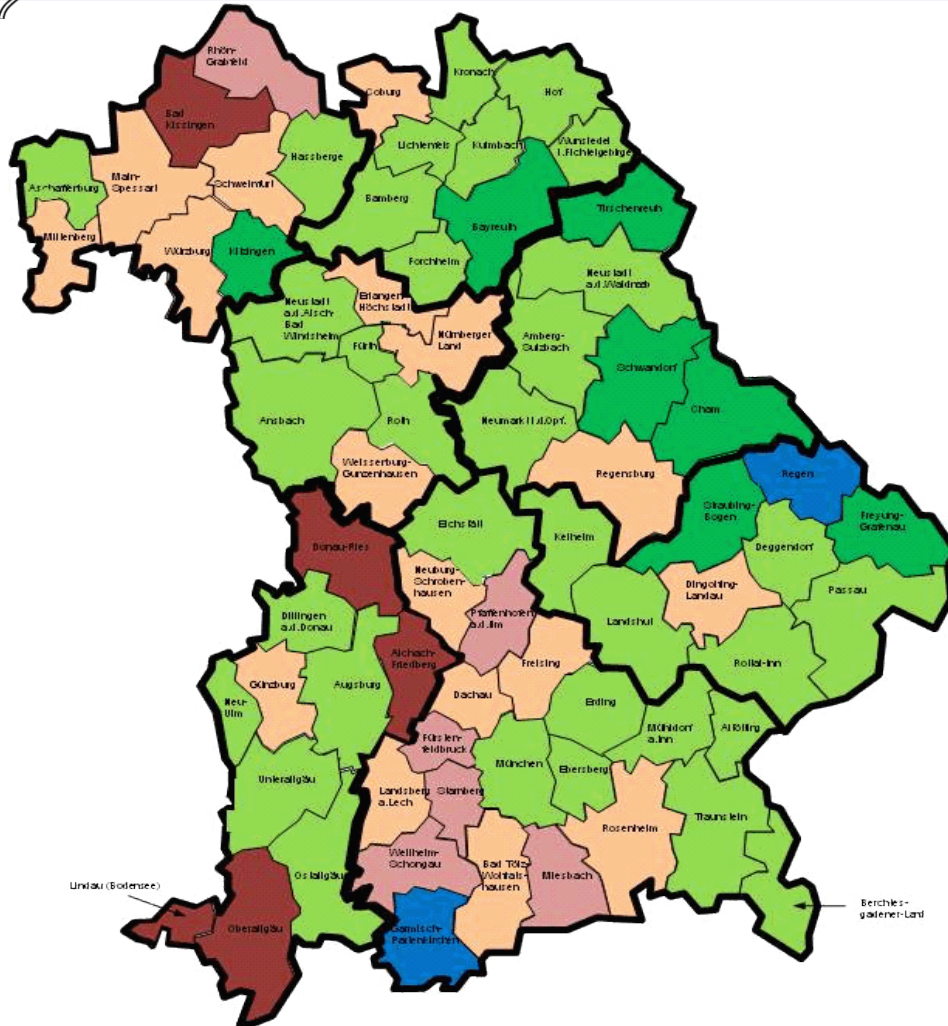 Rhön-
Grabfeld
Kronach
Hof
Coburg
Bad
Kissingen
Lichtenfels
Kulmbach
Wunsiedel
i.Fichtelgebirge
Hassberge
Main-
Spessart
Schweinfurt
Aschaffenburg
Bamberg
Bayreuth
Tirschenreuth
Miltenberg
Würzburg
Kitzingen
Forchheim
Neustadt
a.d.Waldnaab
Neustadt
a.d.Aisch-
Bad
Windsheim
Erlangen
Höchstadt
Nürnberger
Land
Fürth
Amberg-
Sulzbach
Schwandorf
Cham
Ansbach
Roth
Neumarkt i.d.Opf.
Weissenburg-
Gunzenhausen
Regensburg
Regen
Straubing-
Bogen
Freyung-
Grafenau
Eichstätt
Kelheim
Deggendorf
Donau-Ries
Neuburg-
Schroben-
hausen
Dingolfing-
Landau
Passau
Dillingen
a.d.Donau
Pfaffenhofen
a.d.Ilm
Landshut
Aichach-
Friedberg
Freising
Rottal-Inn
Günzburg
Augsburg
Dachau
Neu-
Ulm
Erding
Mühldorf
a.Inn
Altötting
Fürsten-
feldbruck
München
Ebersberg
Unterallgäu
Landsberg
a.Lech
Starnberg
Traunstein
Rosenheim
Weilheim-
Schongau
Bad Tölz-
Wolfrats-
hausen
Miesbach
Ostallgäu
Lindau (Bodensee)
Oberallgäu
Garmisch-
Partenkirchen
Berchtes-
gadener-Land